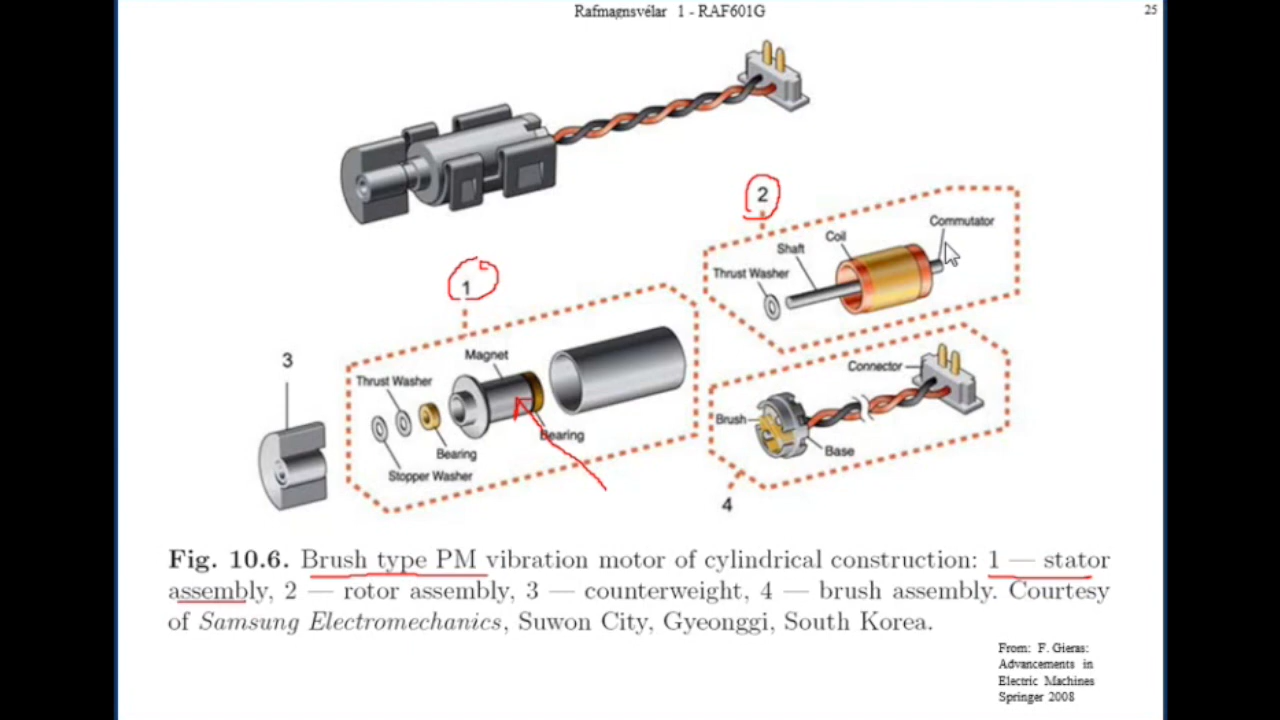 Rafmagnsvélar 1 - RAF601G
25
2
Commutator
Coil
Shaft
Thrust Washer
1
3
Magnet
Thrust Washer
Bearing
Bearing
Stopper Washer
Connector
Brush
Base
4
Fig. 10.6. Brush type PM vibration motor of cylindrical construction: 1 — stator
assembly, 2 — rotor assembly, 3 — counterweight, 4 — brush assembly. Courtesy
of Samsung Electromechanics, Suwon City, Gyeonggi, South Korea.
From: F. Gieras:
Advancements in
Electric Machines
Springer 2008